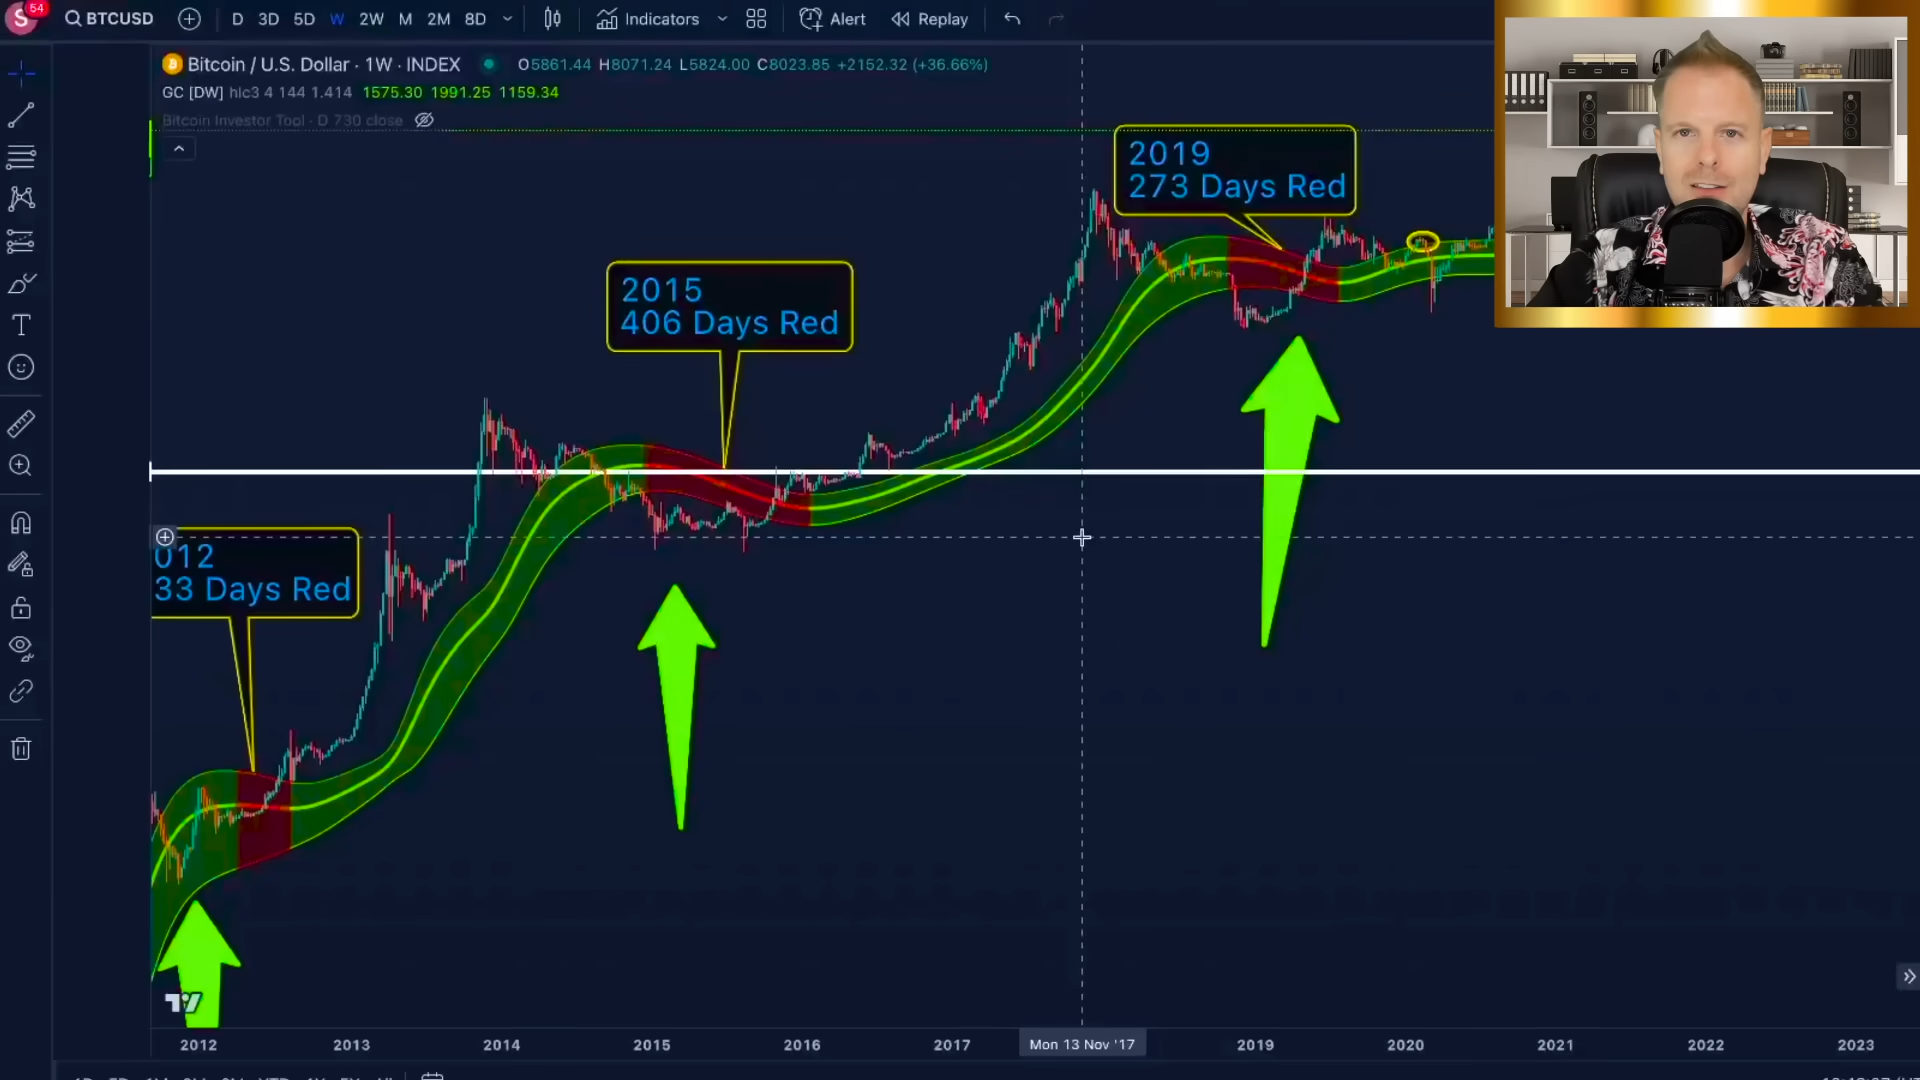 S 54 BTCUSD D 3D 5D W 2W M 2M 8D Indicators Alert Replay
Bitcoin / U.S. Dollar · 1W · INDEX O5861.44 H8071.24 L5824.00 C8023.85 +2152.32 (+36.66%)
GC [DW] hlc3 4 144 1.414 1575.30 1991.25 1159.34
Bitcoin Investor Tool · D 730 close
2019
273 Days Red
2015
406 Days Red
012
33 Days Red
2012 2013 2014 2015 2016 2017 Mon 13 Nov '17 2019 2020 2021 2022 2023